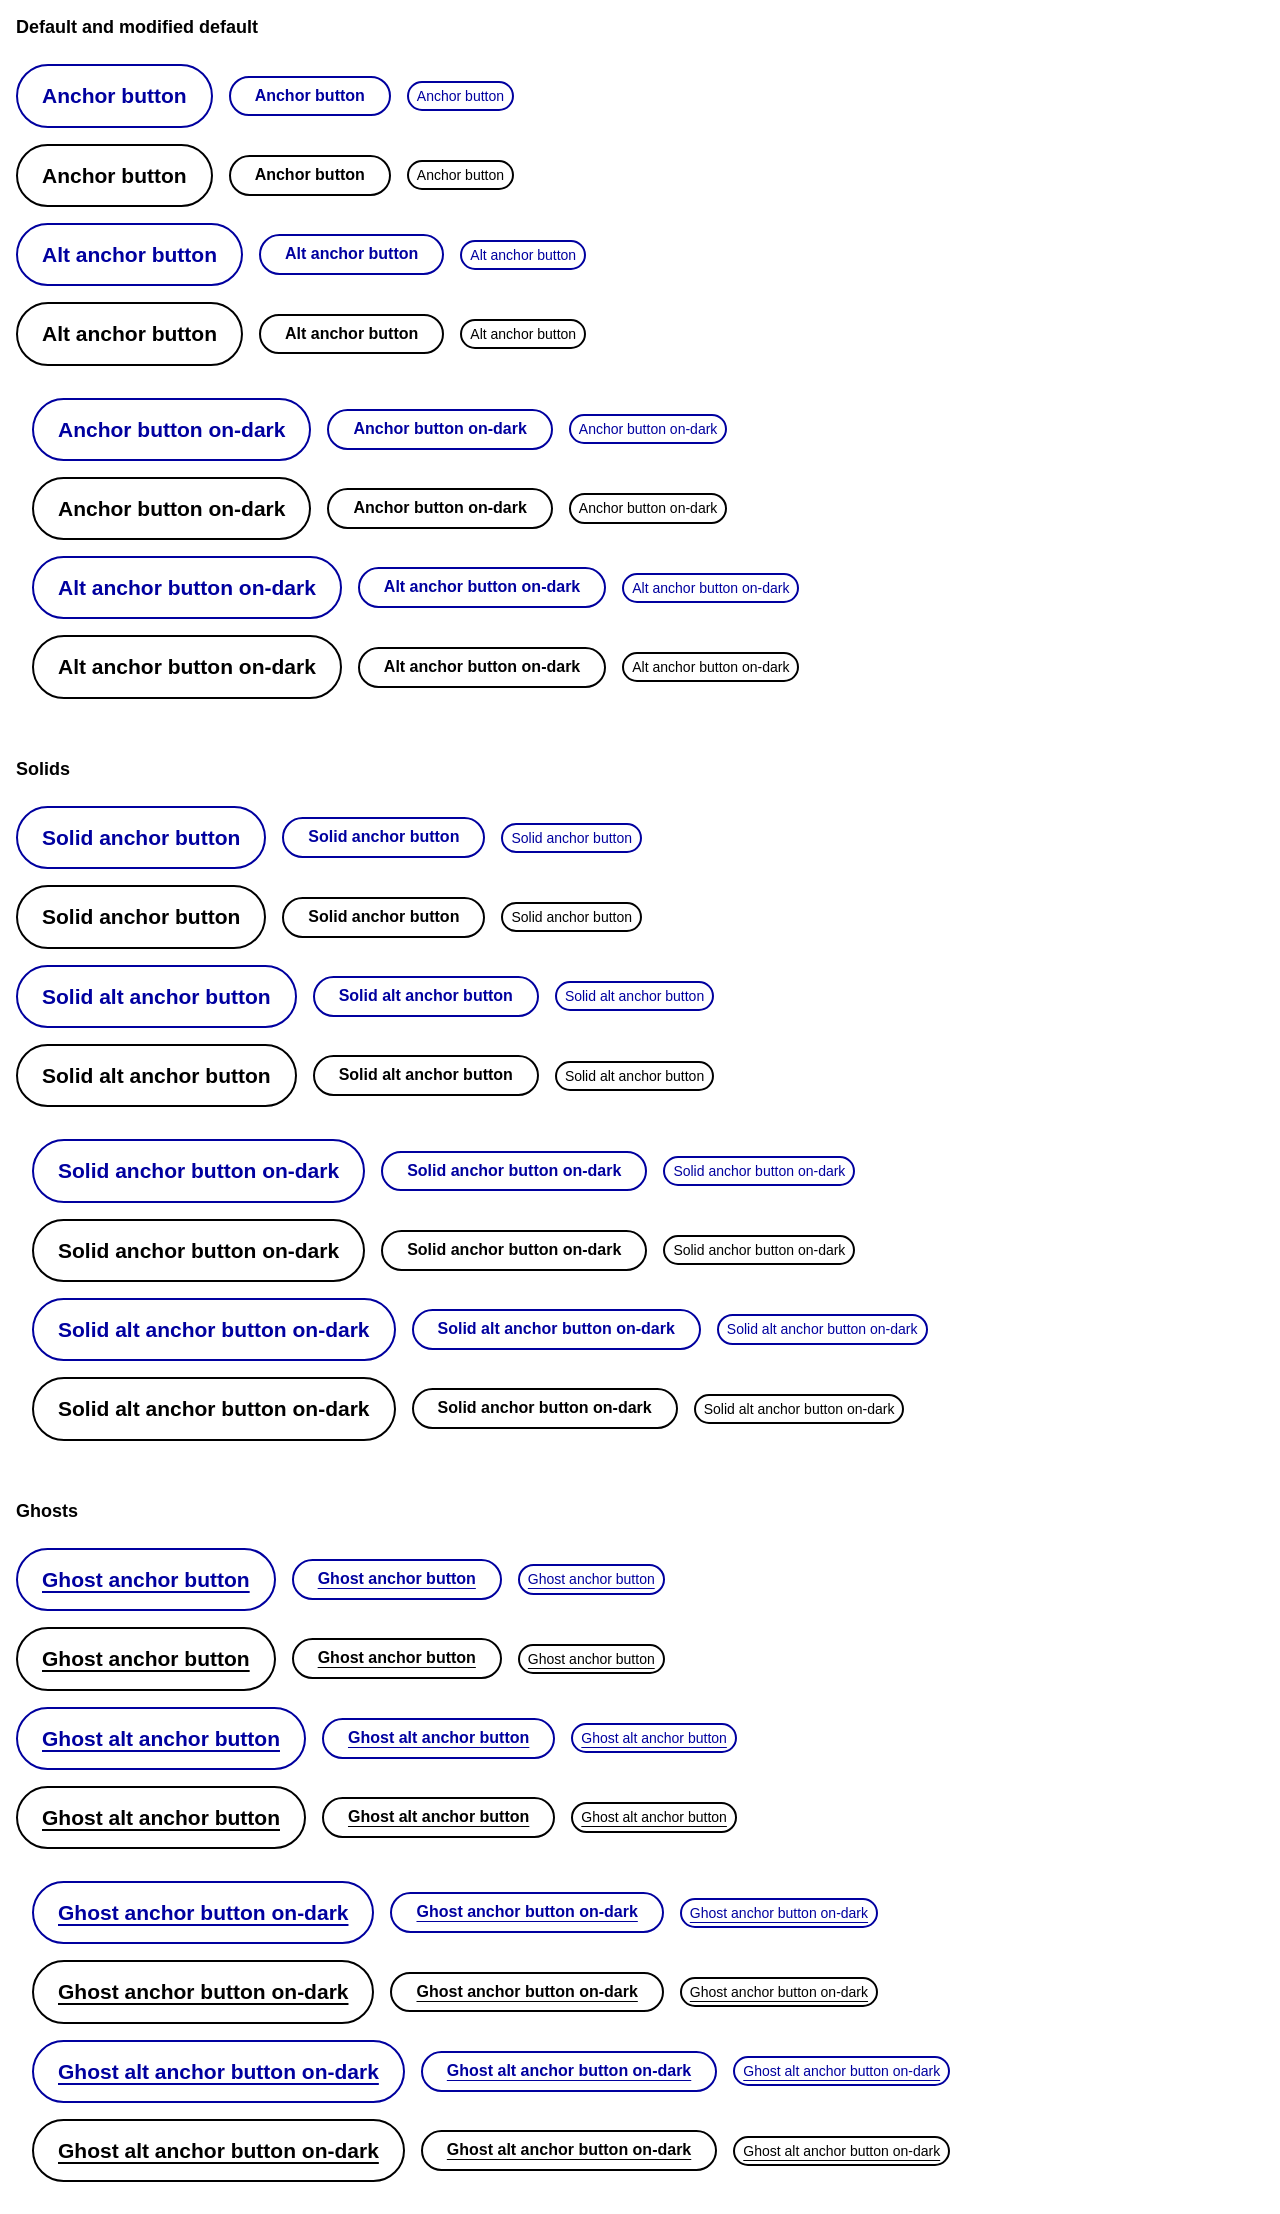 Default and modified default
Anchor button Anchor button Anchor button
Anchor button Anchor button Anchor button
Alt anchor button Alt anchor button Alt anchor button
Alt anchor button Alt anchor button Alt anchor button
Anchor button on-dark Anchor button on-dark Anchor button on-dark
Anchor button on-dark Anchor button on-dark Anchor button on-dark
Alt anchor button on-dark Alt anchor button on-dark Alt anchor button on-dark
Alt anchor button on-dark Alt anchor button on-dark Alt anchor button on-dark
Solids
Solid anchor button Solid anchor button Solid anchor button
Solid anchor button Solid anchor button Solid anchor button
Solid alt anchor button Solid alt anchor button Solid alt anchor button
Solid alt anchor button Solid alt anchor button Solid alt anchor button
Solid anchor button on-dark Solid anchor button on-dark Solid anchor button on-dark
Solid anchor button on-dark Solid anchor button on-dark Solid anchor button on-dark
Solid alt anchor button on-dark Solid alt anchor button on-dark Solid alt anchor button on-dark
Solid alt anchor button on-dark Solid anchor button on-dark Solid alt anchor button on-dark
Ghosts
Ghost anchor button Ghost anchor button Ghost anchor button
Ghost anchor button Ghost anchor button Ghost anchor button
Ghost alt anchor button Ghost alt anchor button Ghost alt anchor button
Ghost alt anchor button Ghost alt anchor button Ghost alt anchor button
Ghost anchor button on-dark Ghost anchor button on-dark Ghost anchor button on-dark
Ghost anchor button on-dark Ghost anchor button on-dark Ghost anchor button on-dark
Ghost alt anchor button on-dark Ghost alt anchor button on-dark Ghost alt anchor button on-dark
Ghost alt anchor button on-dark Ghost alt anchor button on-dark Ghost alt anchor button on-dark